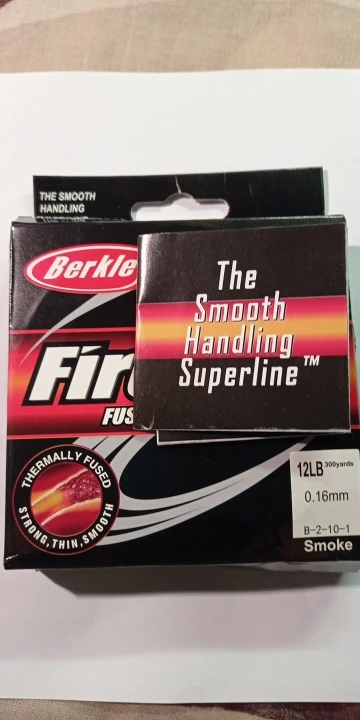 THE SMOOTH
HANDLING
Berkle
The
Smooth
Handling
Superline™
Fir
FUS
THERMALLY FUSED
STRONG, THIN, SMOOTH
12LB 300yards
0.16mm
B-2-10-1
Smoke